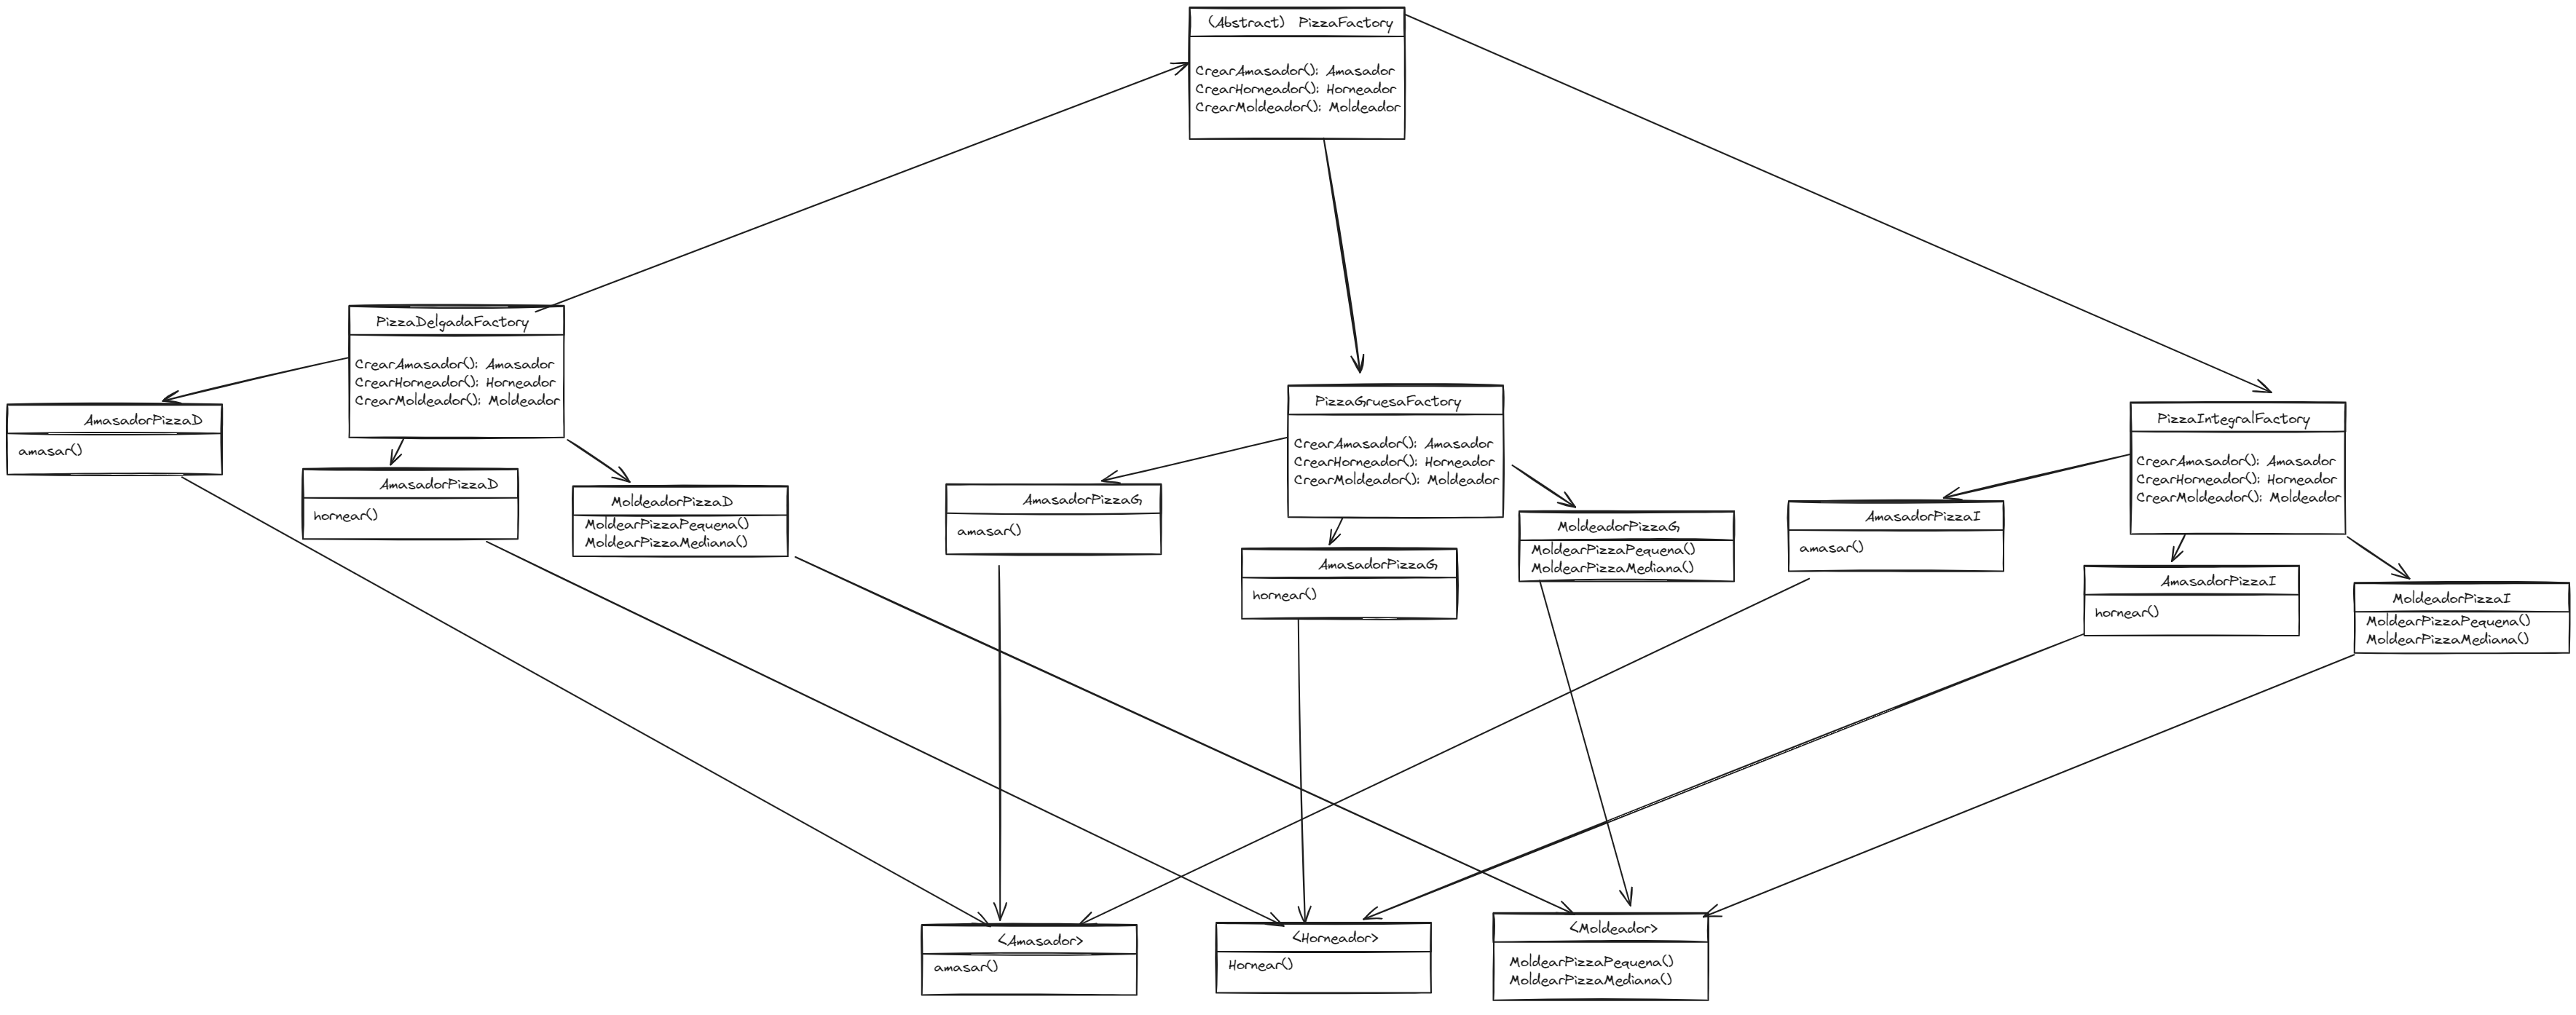 (Abstract) PizzaFactory
CrearAmasador(): Amasador
CrearHorneador(): Horneador
CrearMoldeador(): Moldeador
PizzaDelgadaFactory
CrearAmasador(): Amasador
CrearHorneador(): Horneador
CrearMoldeador(): Moldeador
AmasadorPizzaD
amasar()
AmasadorPizzaD
hornear()
MoldeadorPizzaD
MoldearPizzaPequena()
MoldearPizzaMediana()
PizzaGruesaFactory
CrearAmasador(): Amasador
CrearHorneador(): Horneador
CrearMoldeador(): Moldeador
AmasadorPizzaG
amasar()
AmasadorPizzaG
hornear()
MoldeadorPizzaG
MoldearPizzaPequena()
MoldearPizzaMediana()
PizzaIntegralFactory
CrearAmasador(): Amasador
CrearHorneador(): Horneador
CrearMoldeador(): Moldeador
AmasadorPizzaI
amasar()
AmasadorPizzaI
hornear()
MoldeadorPizzaI
MoldearPizzaPequena()
MoldearPizzaMediana()
<Amasador>
amasar()
<Horneador>
Hornear()
<Moldeador>
MoldearPizzaPequena()
MoldearPizzaMediana()